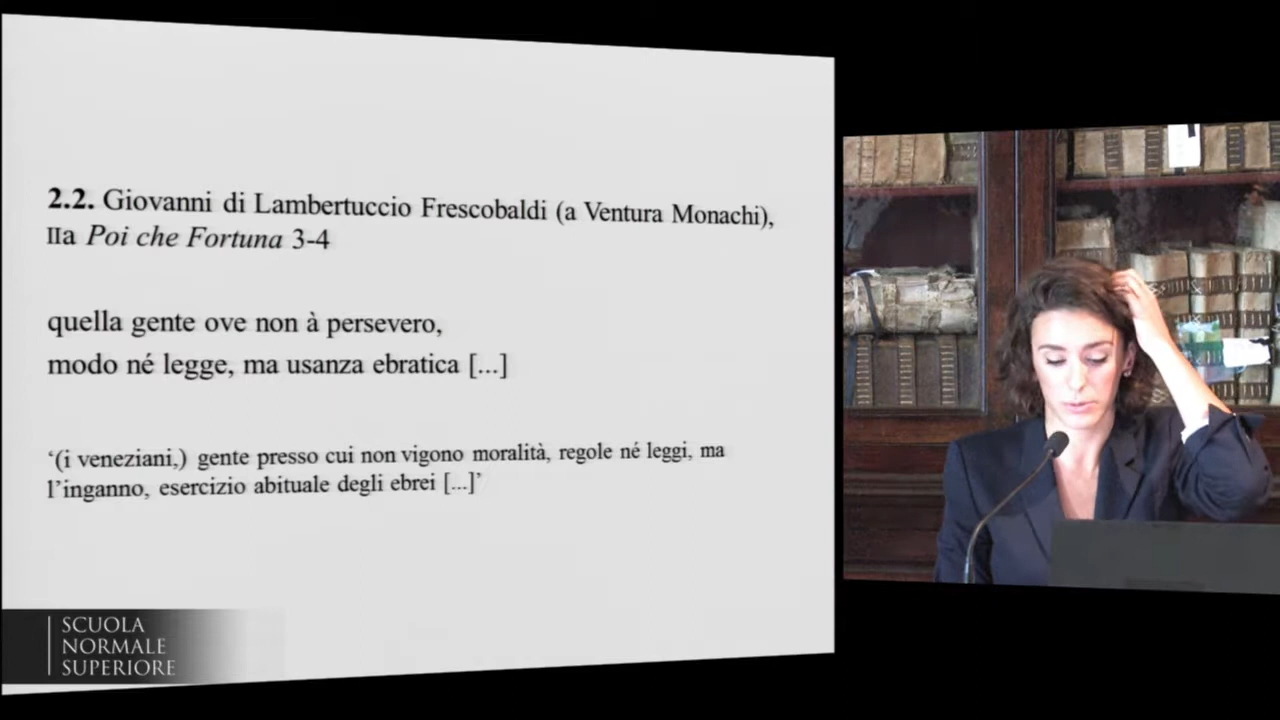 2.2. Giovanni di Lambertuccio Frescobaldi (a Ventura Monachi),
IIa Poi che Fortuna 3-4
quella gente ove non à persevero,
modo né legge, ma usanza ebratica [...]
‘(i veneziani,) gente presso cui non vigono moralità, regole né leggi, ma
l’inganno, esercizio abituale degli ebrei [...]’
SCUOLA
NORMALE
SUPERIORE